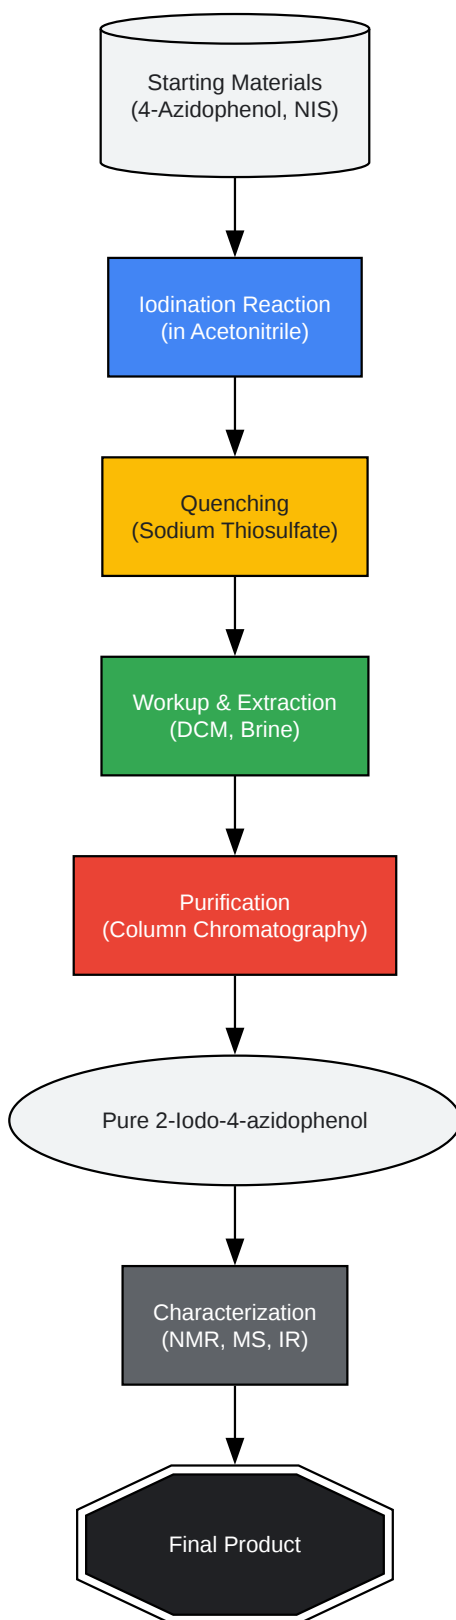 Starting Materials
(4-Azidophenol, NIS)
Iodination Reaction
(in Acetonitrile)
Quenching
(Sodium Thiosulfate)
Workup & Extraction
(DCM, Brine)
Purification
(Column Chromatography)
Pure 2-Iodo-4-azidophenol
Characterization
(NMR, MS, IR)
Final Product